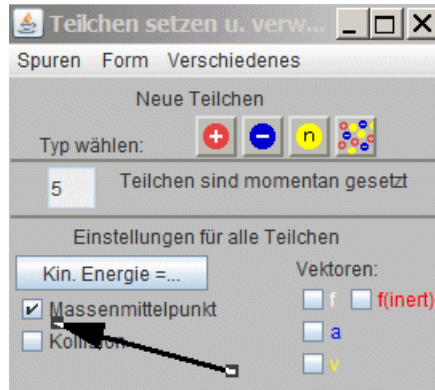 Teilchen setzen u. verw...
Spuren Form Verschiedenes
Neue Teilchen
Typ wählen: n
5 Teilchen sind momentan gesetzt
Einstellungen für alle Teilchen
Kin. Energie =... Vektoren:
Massenmittelpunkt f f(inert)
Kollision a
v